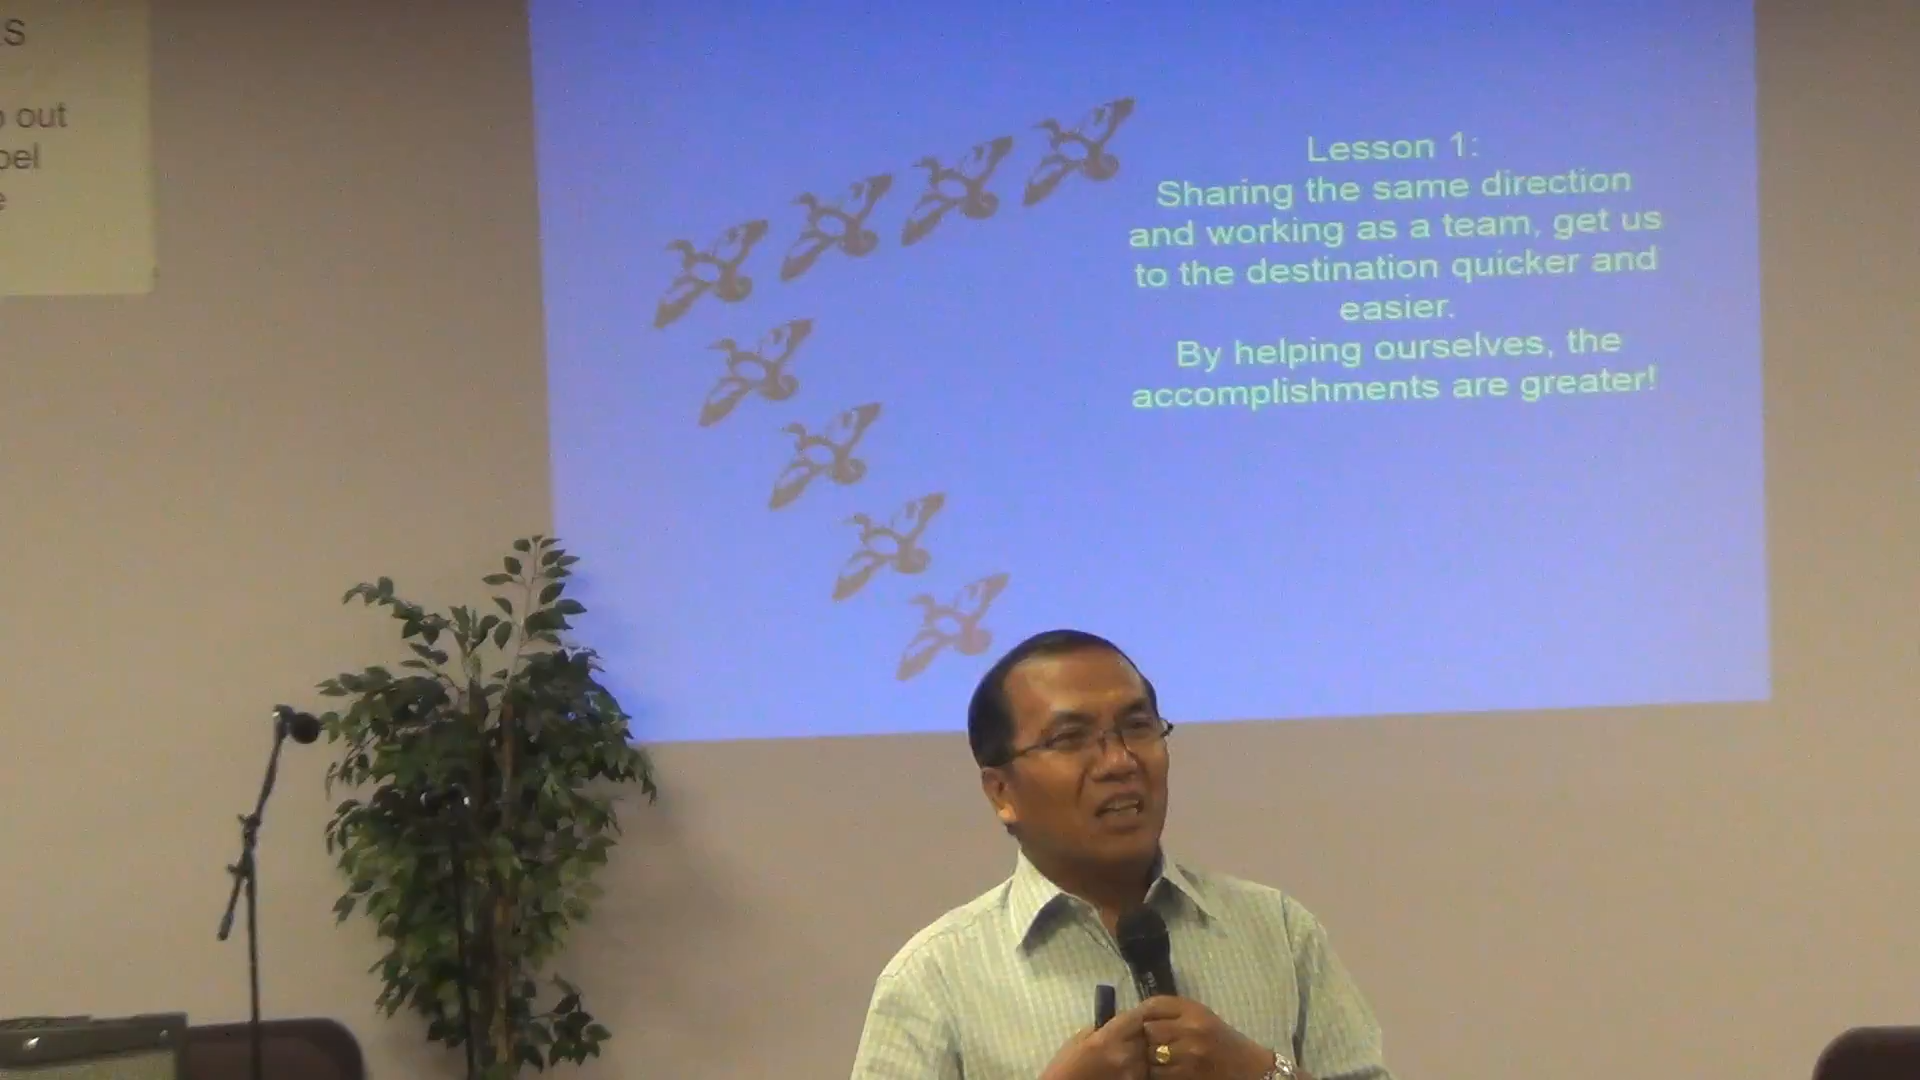 out
Lesson 1:
Sharing the same direction
and working as a team, get us
to the destination quicker and
easier.
By helping ourselves, the
accomplishments are greater!